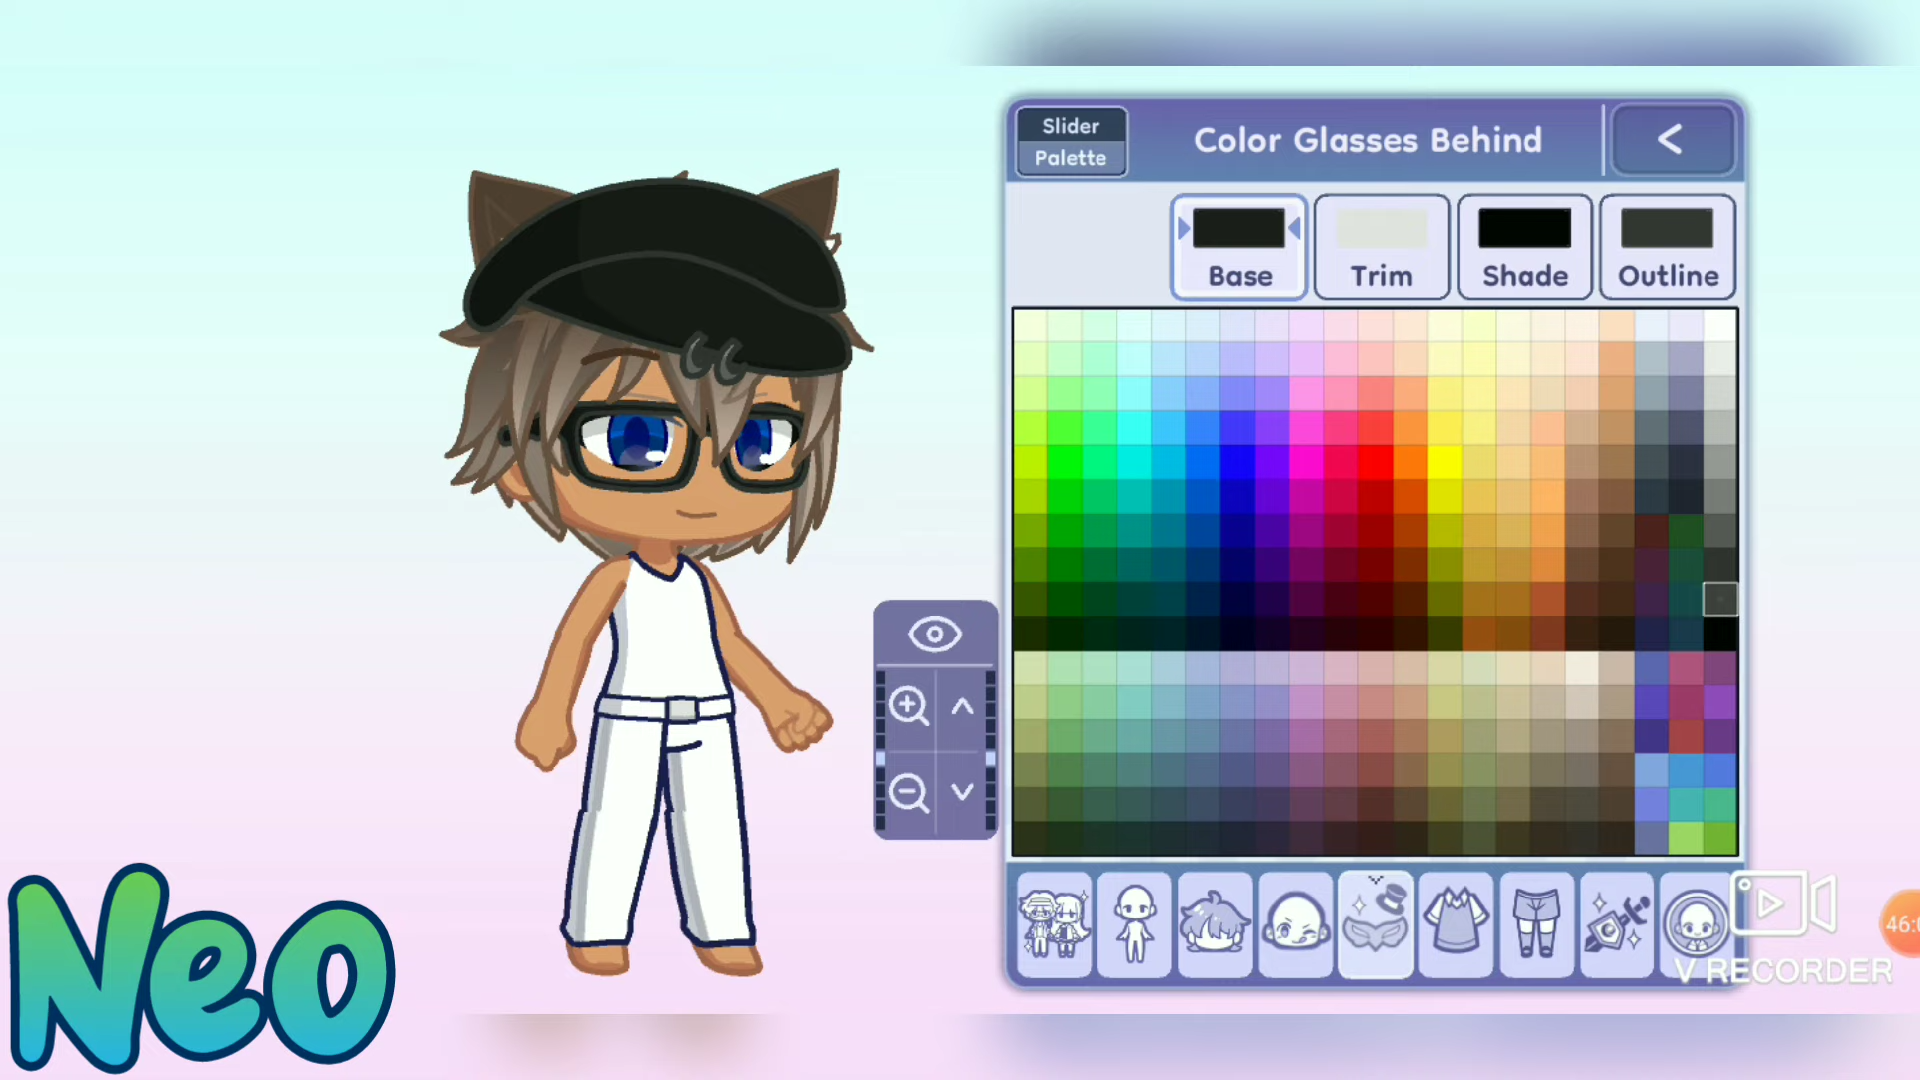 Slider
Palette
Color Glasses Behind
Base
Trim
Shade
Outline
Neo
V RECORDER